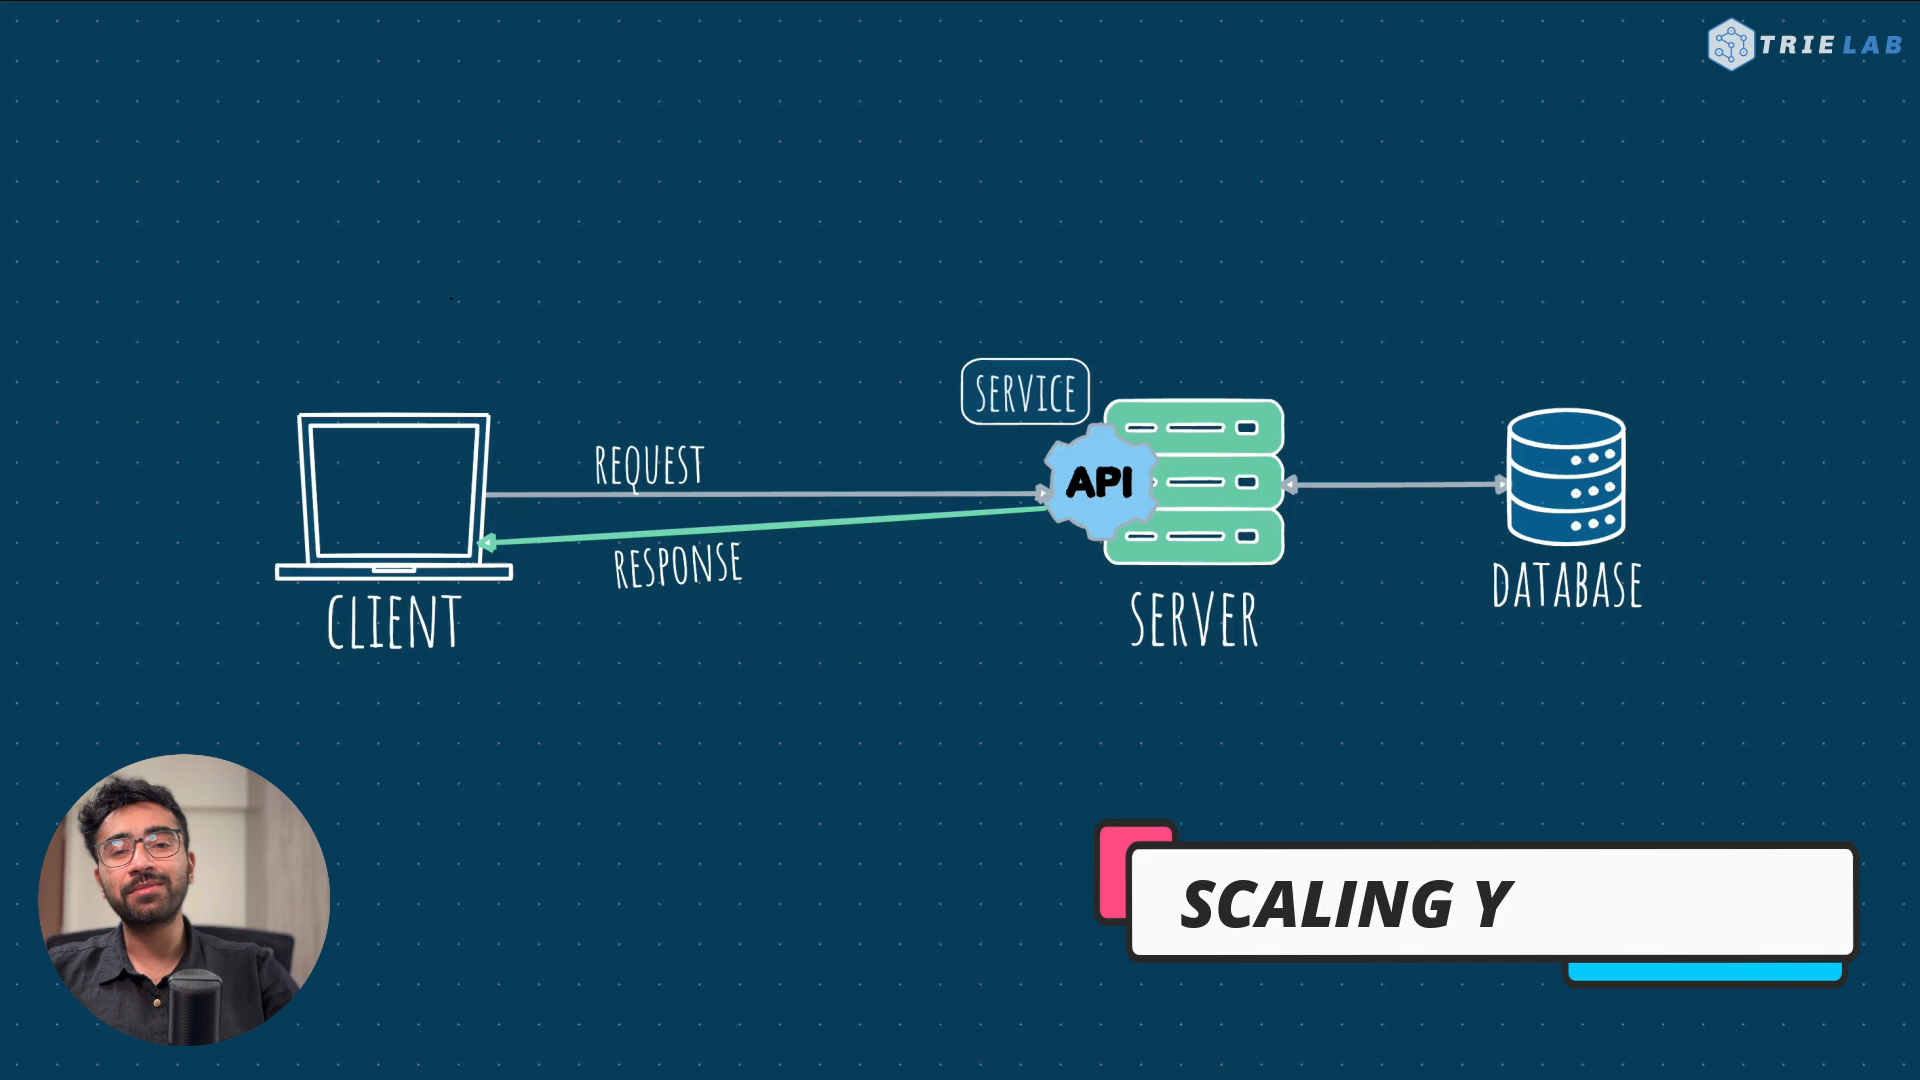 TRIE LAB
SERVICE
REQUEST
API
RESPONSE
CLIENT
SERVER
DATABASE
SCALING Y